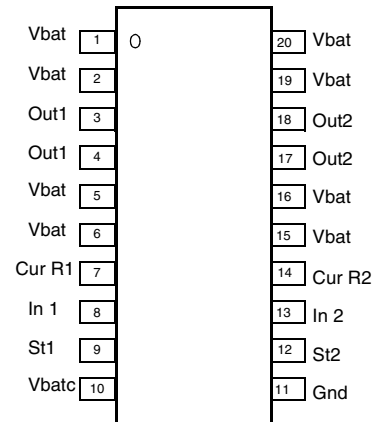 Vbat 1 O 20 Vbat
Vbat 2 19 Vbat
Out1 3 18 Out2
Out1 4 17 Out2
Vbat 5 16 Vbat
Vbat 6 15 Vbat
Cur R1 7 14 Cur R2
In 1 8 13 In 2
St1 9 12 St2
Vbatc 10 11 Gnd